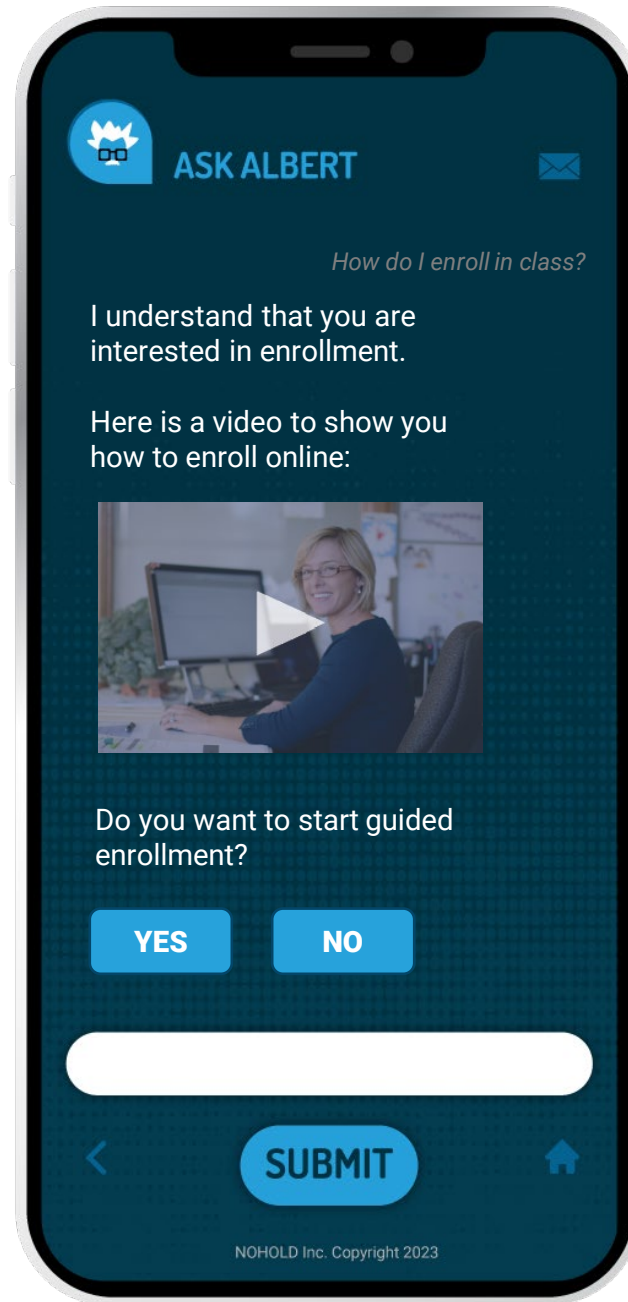 ASK ALBERT
How do I enroll in class?
I understand that you are
interested in enrollment.
Here is a video to show you
how to enroll online:
Do you want to start guided
enrollment?
YES
NO
SUBMIT
NOHOLD Inc. Copyright 2023